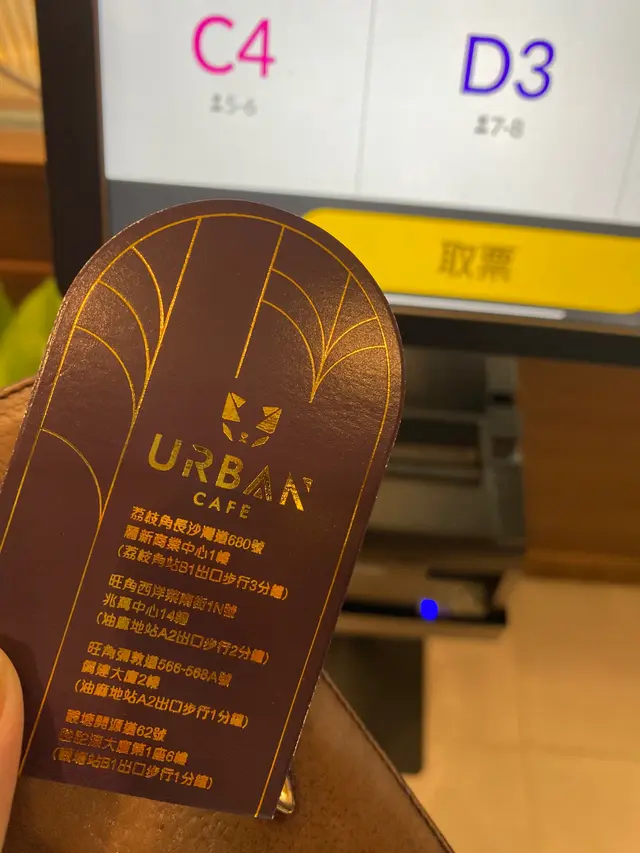 C4
5-6
D3
7-8
取票
URBAN
CAFE
荔枝角長沙灣道680號
麗新商業中心1樓
(荔枝角站B1出口步行3分鐘)
旺角西洋菜南街1N號
兆萬中心14樓
(油麻地站A2出口步行2分鐘)
旺角彌敦道566-568A號
大廈2樓
(油麻地站A2出口步行1分鐘)
觀塘開源道62號
大廈第1座6樓
(觀塘站B1出口步行1分鐘)